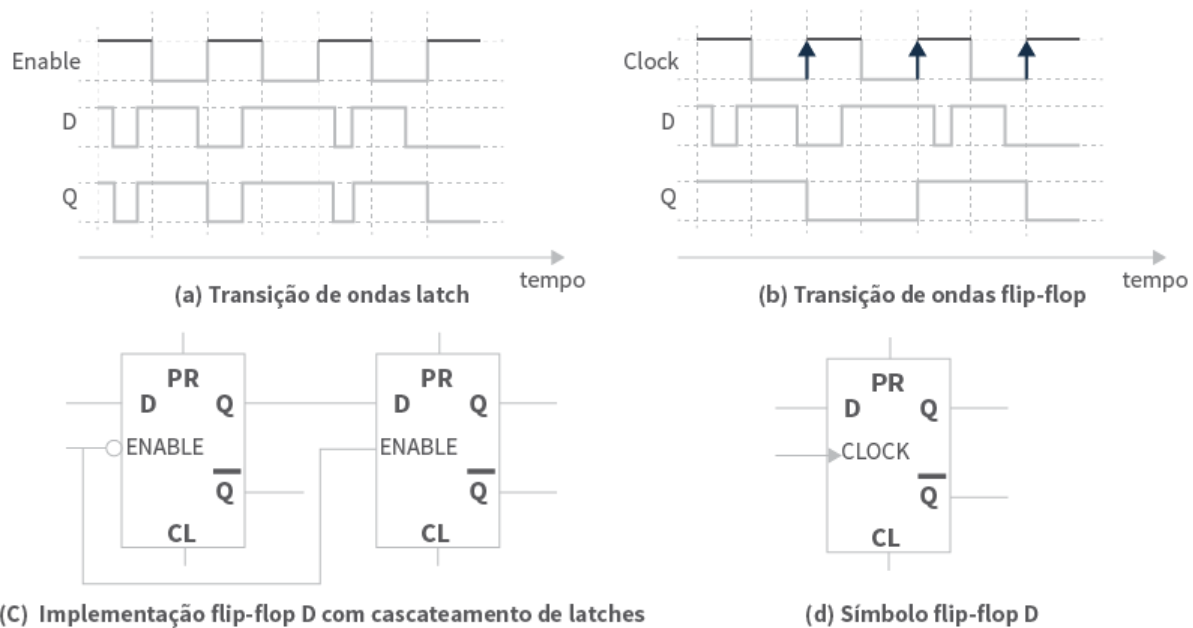 Enable
D
Q
tempo
(a) Transição de ondas latch
Clock
D
Q
tempo
(b) Transição de ondas flip-flop
PR
D Q
ENABLE
Q
CL
PR
D Q
ENABLE
Q
CL
(C) Implementação flip-flop D com cascateamento de latches
PR
D Q
CLOCK
Q
CL
(d) Símbolo flip-flop D